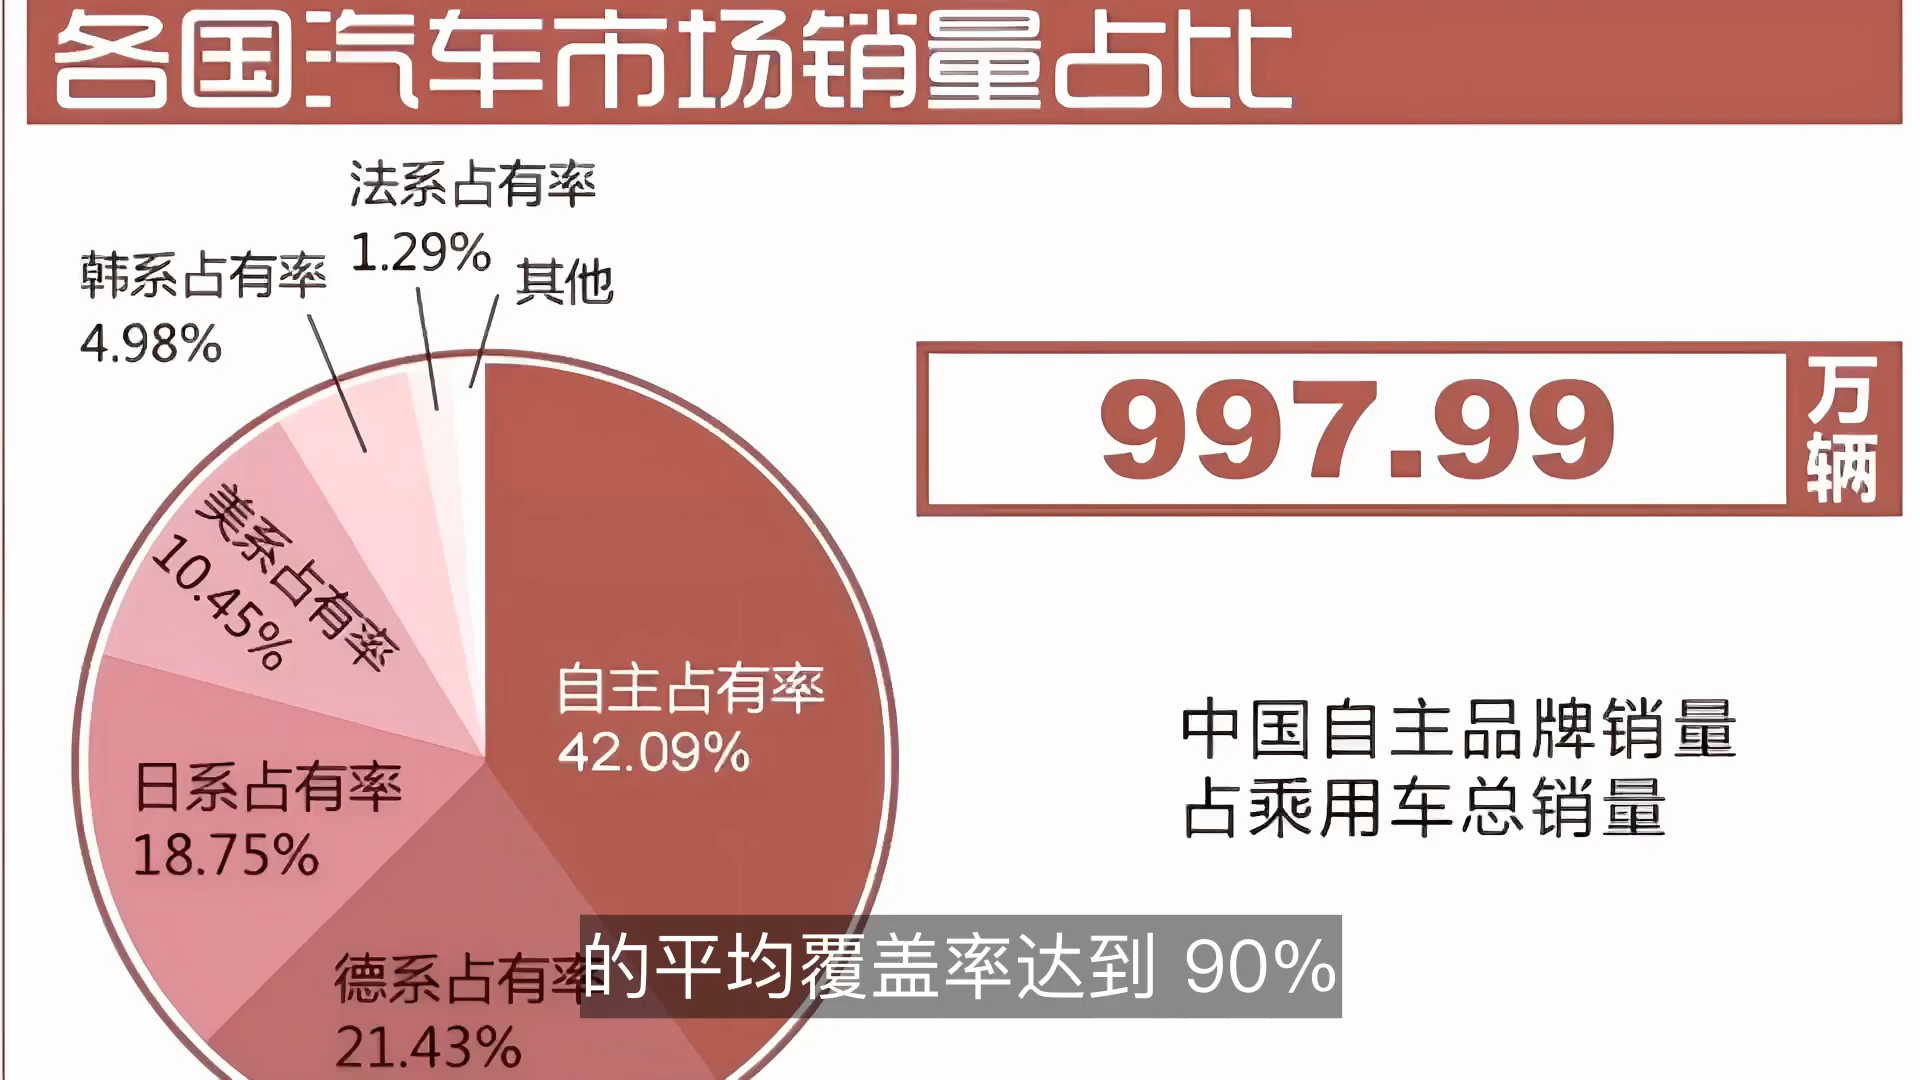 各国汽车市场销量占比
法系占有率
1.29%
韩系占有率
4.98%
其他
997.99
万辆
美系占有率
10.45%
自主占有率
42.09%
中国自主品牌销量
占乘用车总销量
日系占有率
18.75%
德系占有率
21.43%
的平均覆盖率达到 90%